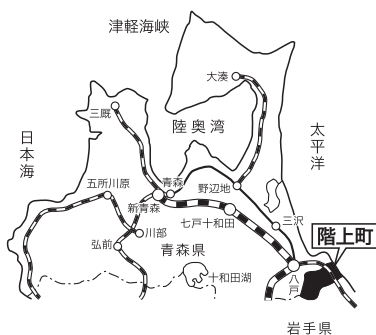 津軽海峡
大湊
三厩
陸奥湾
太平洋
日本海
五所川原
青森
野辺地
新青森
七戸十和田
三沢
階上町
川部
弘前
青森県
八戸
十和田湖
岩手県